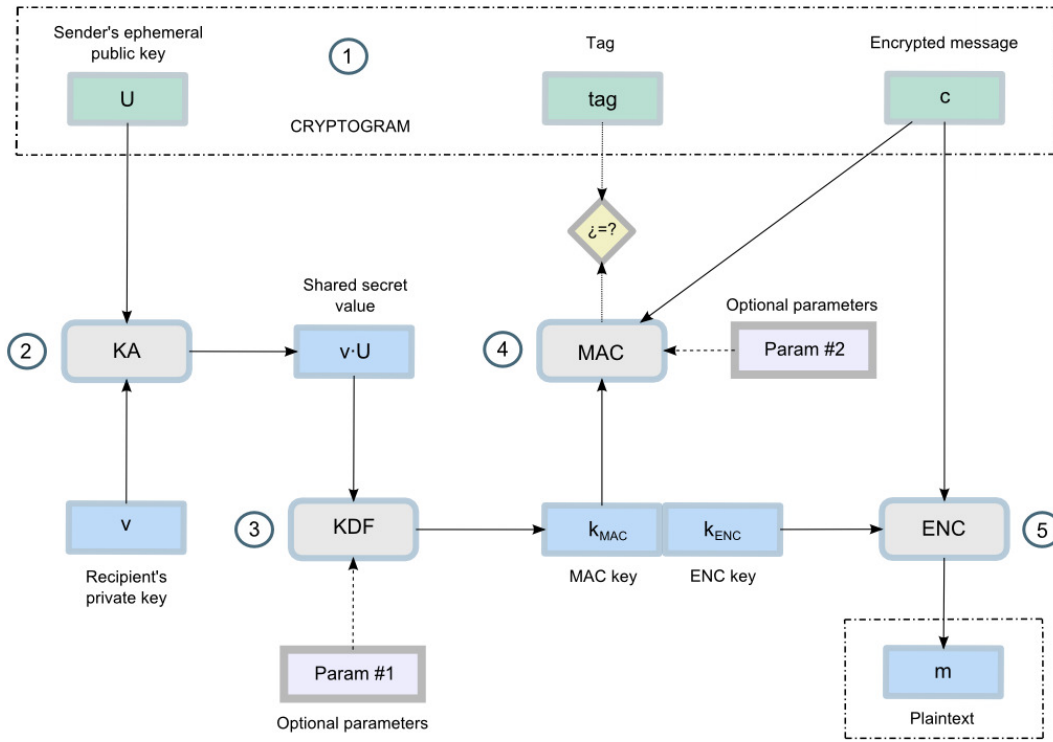 Sender's ephemeral
public key
1
Tag
Encrypted message
U
tag
c
CRYPTOGRAM
¿=?
Shared secret
value
Optional parameters
2
KA
v·U
4
MAC
Param #2
v
3
KDF
kMAC
kENC
ENC
5
Recipient's
private key
MAC key
ENC key
Param #1
m
Optional parameters
Plaintext